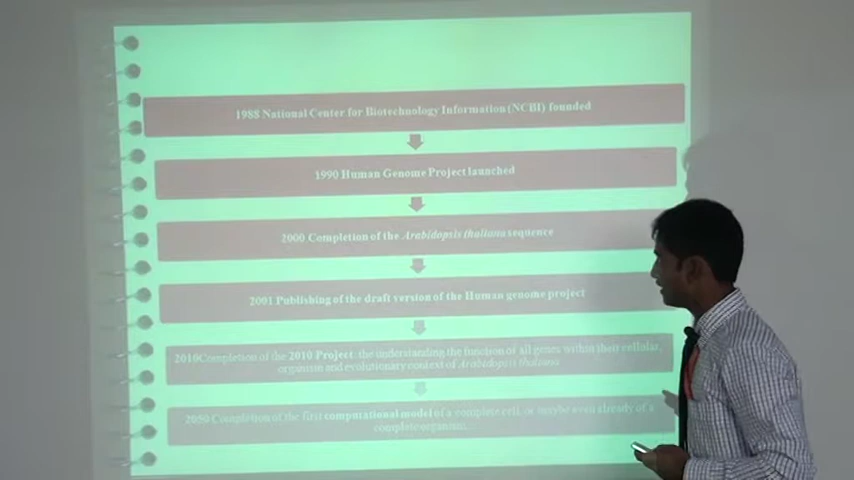 1988 National Center for Biotechnology Information (NCBI) founded
1990 Human Genome Project launched
2000 Completion of the Arabidopsis thaliana sequence
2001 Publishing of the draft version of the Human genome project
2010Completion of the 2010 Project: the understanding the function of all genes within their cellular,
organism and evolutionary context of Arabidopsis thaliana.
2050 Completion of the first computational model of a complete cell, or maybe even already of a
complete organism.